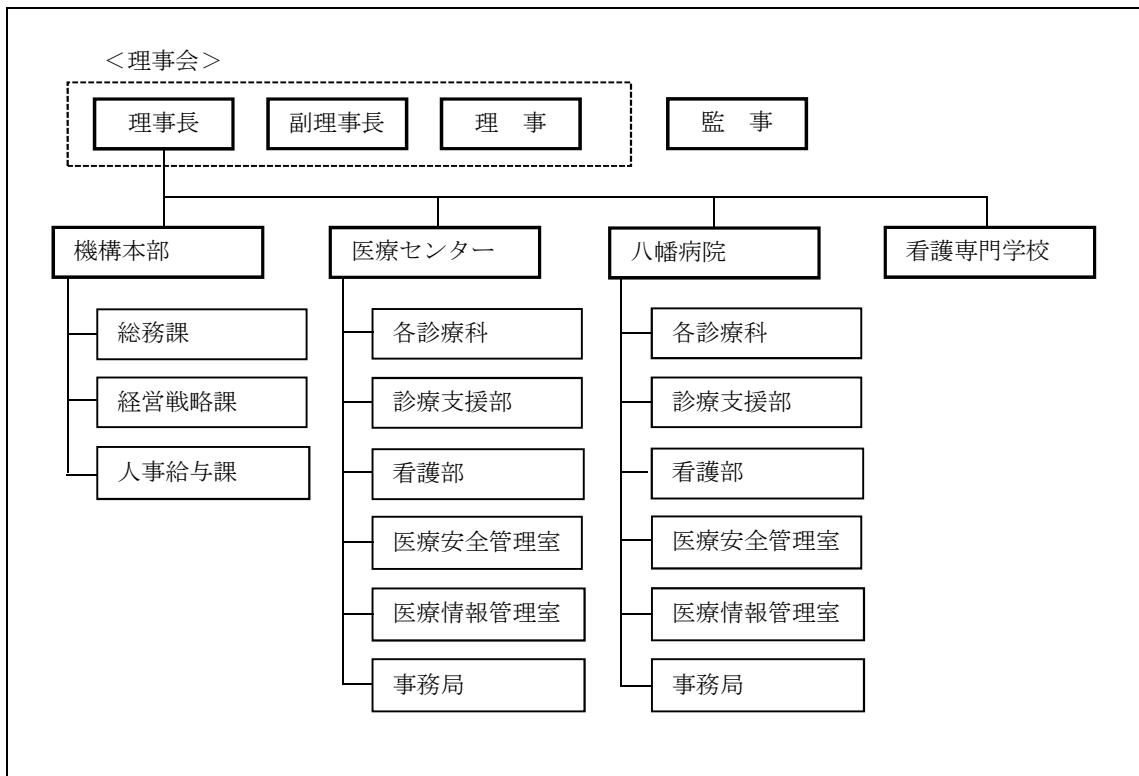 ＜理事会＞
理事長
副理事長
理　事
監　事
機構本部
総務課
経営戦略課
人事給与課
医療センター
各診療科
診療支援部
看護部
医療安全管理室
医療情報管理室
事務局
八幡病院
各診療科
診療支援部
看護部
医療安全管理室
医療情報管理室
事務局
看護専門学校